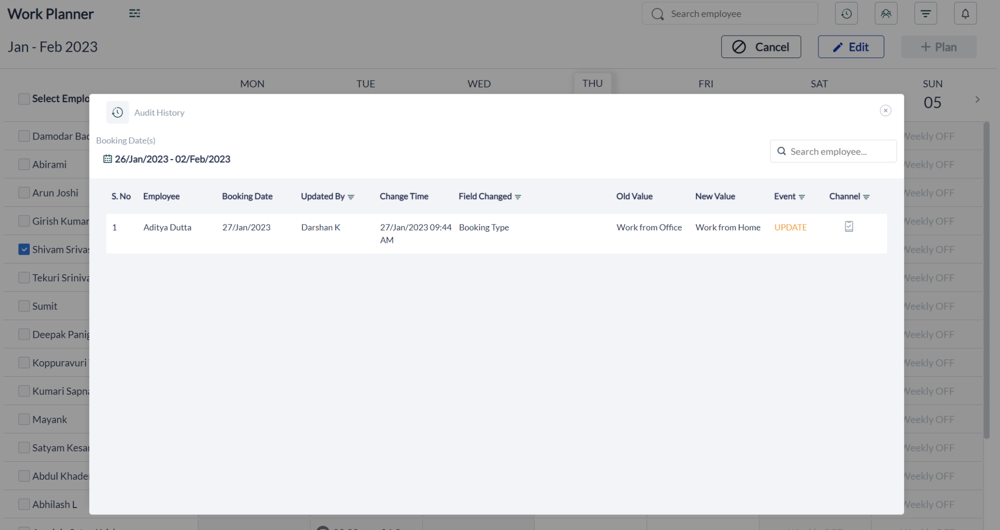 Work Planner
Search employee
Jan - Feb 2023
Cancel
Edit
+ Plan
MON TUE WED THU FRI SAT SUN
Select Emplo
05
Audit History
Booking Date(s)
26/Jan/2023 - 02/Feb/2023
Search employee...
S. No Employee Booking Date Updated By Change Time Field Changed Old Value New Value Event Channel
1 Aditya Dutta 27/Jan/2023 Darshan K 27/Jan/2023 09:44 Booking Type Work from Office Work from Home UPDATE
AM
Damodar Bac Weekly OFF
Abirami Weekly OFF
Arun Joshi Weekly OFF
Girish Kumar Weekly OFF
Shivam Srivas Weekly OFF
Tekuri Sriniva Weekly OFF
Sumit Weekly OFF
Deepak Panig Weekly OFF
Koppuravuri Weekly OFF
Kumari Sapna Weekly OFF
Mayank Weekly OFF
Satyam Kesar Weekly OFF
Abdul Khader Weekly OFF
Abhilash L Weekly OFF